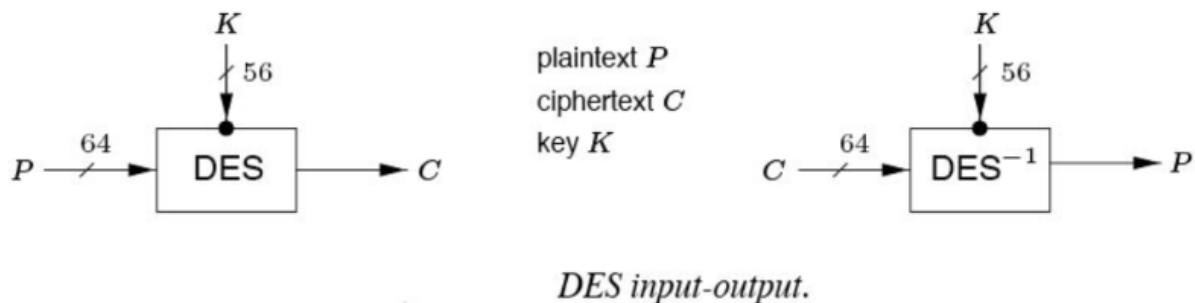 K
56
64
P
DES
C
plaintext P
ciphertext C
key K
K
56
64
C
DES⁻¹
P
DES input-output.